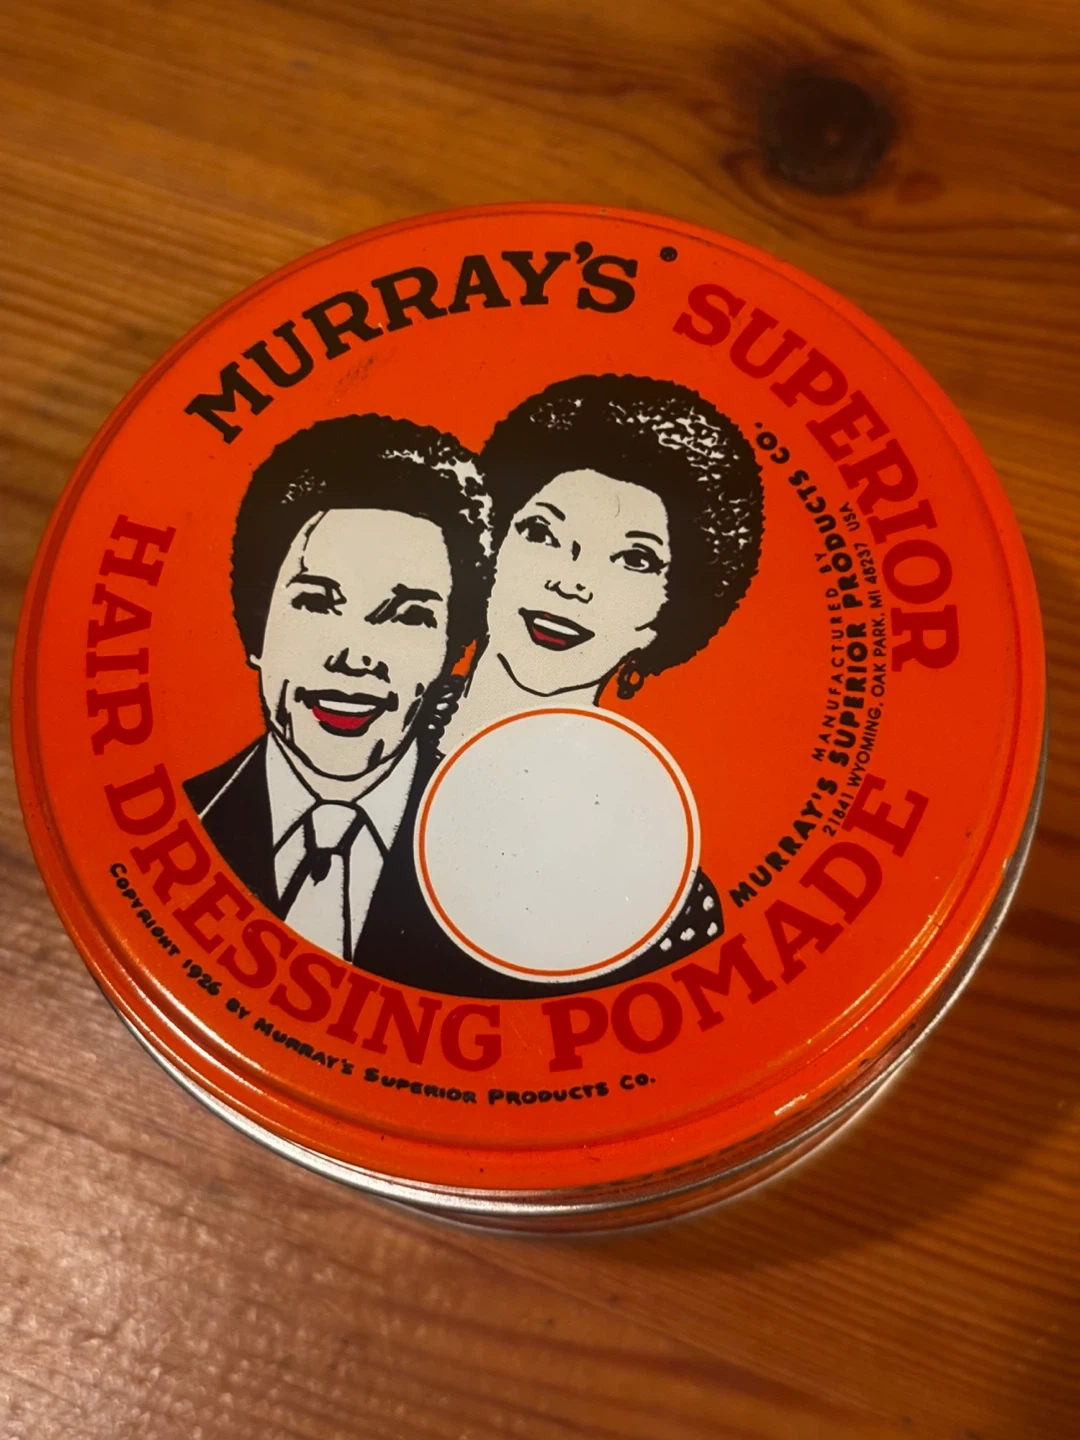 MURRAY'S® SUPERIOR
HAIR DRESSING POMADE
MANUFACTURED BY
MURRAY'S SUPERIOR PRODUCTS CO.
21841 WYOMING, OAK PARK, MI 48237 USA
COPYRIGHT 1926 BY MURRAY'S SUPERIOR PRODUCTS CO.